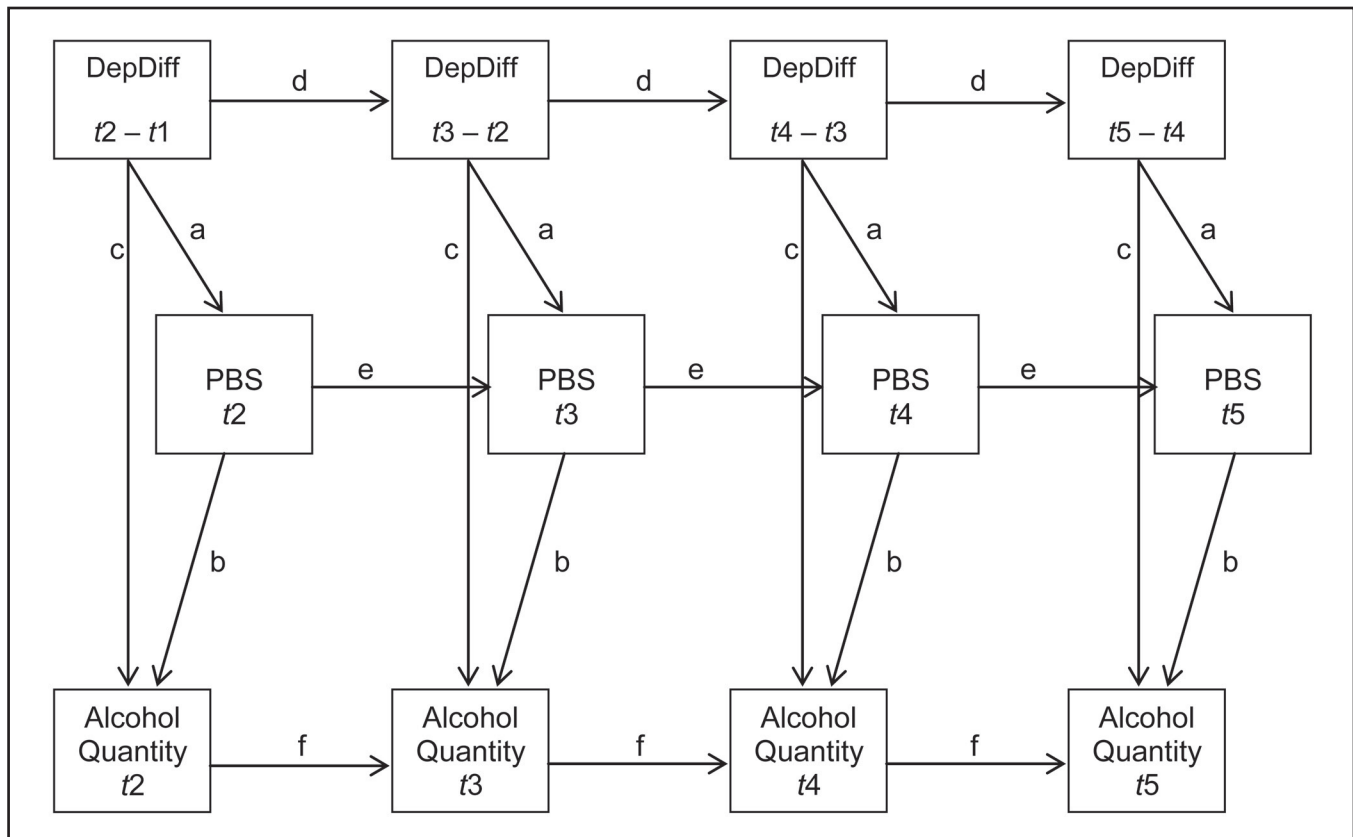 DepDiff
t2 – t1
d
DepDiff
t3 – t2
d
DepDiff
t4 – t3
d
DepDiff
t5 – t4
c
a
c
a
c
a
c
a
PBS
t2
e
PBS
t3
e
PBS
t4
e
PBS
t5
b
b
b
b
Alcohol
Quantity
t2
f
Alcohol
Quantity
t3
f
Alcohol
Quantity
t4
f
Alcohol
Quantity
t5